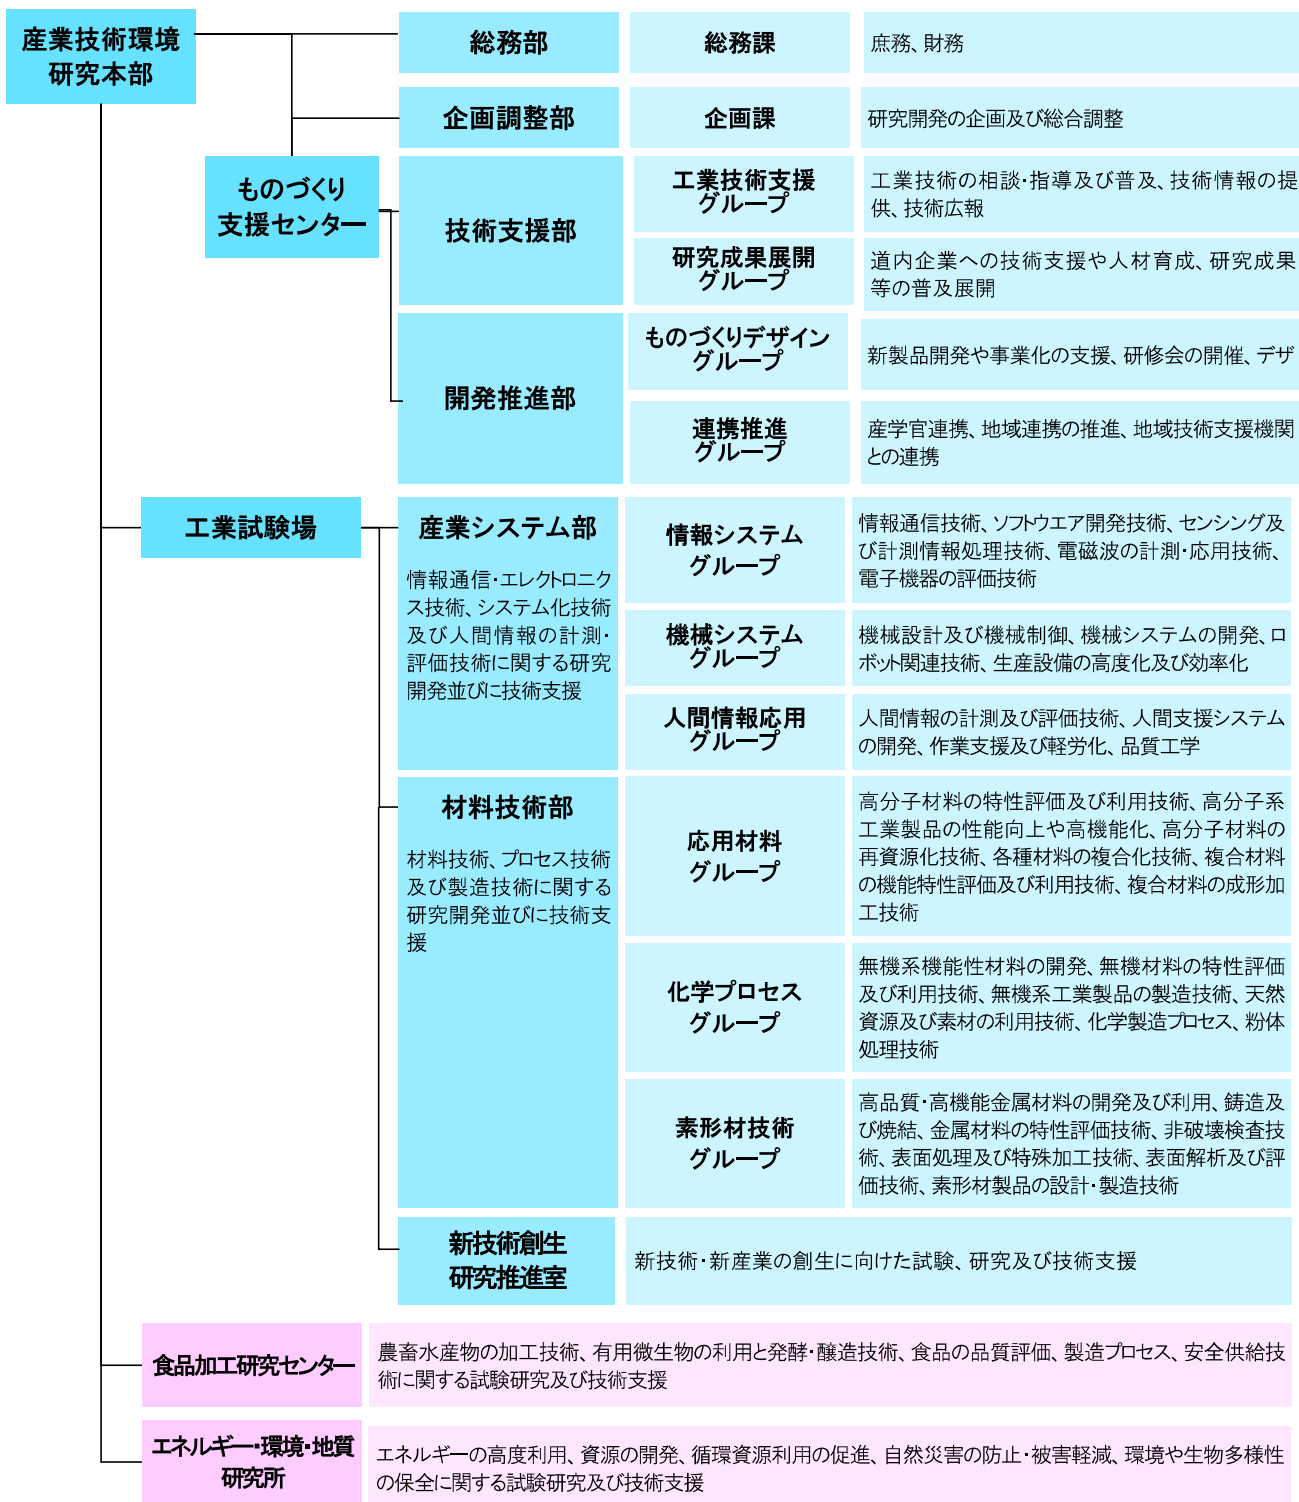 産業技術環境
研究本部
総務部
総務課
庶務、財務
企画調整部
企画課
研究開発の企画及び総合調整
ものづくり
支援センター
技術支援部
工業技術支援
グループ
工業技術の相談・指導及び普及、技術情報の提
供、技術広報
研究成果展開
グループ
道内企業への技術支援や人材育成、研究成果
等の普及展開
開発推進部
ものづくりデザイン
グループ
新製品開発や事業化の支援、研修会の開催、デザ
連携推進
グループ
産学官連携、地域連携の推進、地域技術支援機関
との連携
工業試験場
産業システム部
情報通信・エレクトロニク
ス技術、システム化技術
及び人間情報の計測・
評価技術に関する研究
開発並びに技術支援
情報システム
グループ
情報通信技術、ソフトウエア開発技術、センシング及
び計測情報処理技術、電磁波の計測・応用技術、
電子機器の評価技術
機械システム
グループ
機械設計及び機械制御、機械システムの開発、ロ
ボット関連技術、生産設備の高度化及び効率化
人間情報応用
グループ
人間情報の計測及び評価技術、人間支援システム
の開発、作業支援及び軽労化、品質工学
材料技術部
材料技術、プロセス技術
及び製造技術に関する
研究開発並びに技術支
援
応用材料
グループ
高分子材料の特性評価及び利用技術、高分子系
工業製品の性能向上や高機能化、高分子材料の
再資源化技術、各種材料の複合化技術、複合材料
の機能特性評価及び利用技術、複合材料の成形加
工技術
化学プロセス
グループ
無機系機能性材料の開発、無機材料の特性評価
及び利用技術、無機系工業製品の製造技術、天然
資源及び素材の利用技術、化学製造プロセス、粉体
処理技術
素形材技術
グループ
高品質・高機能金属材料の開発及び利用、鋳造及
び焼結、金属材料の特性評価技術、非破壊検査技
術、表面処理及び特殊加工技術、表面解析及び評
価技術、素形材製品の設計・製造技術
新技術創生
研究推進室
新技術・新産業の創生に向けた試験、研究及び技術支援
食品加工研究センター
農畜水産物の加工技術、有用微生物の利用と発酵・醸造技術、食品の品質評価、製造プロセス、安全供給技
術に関する試験研究及び技術支援
エネルギー・環境・地質
研究所
エネルギーの高度利用、資源の開発、循環資源利用の促進、自然災害の防止・被害軽減、環境や生物多様性
の保全に関する試験研究及び技術支援